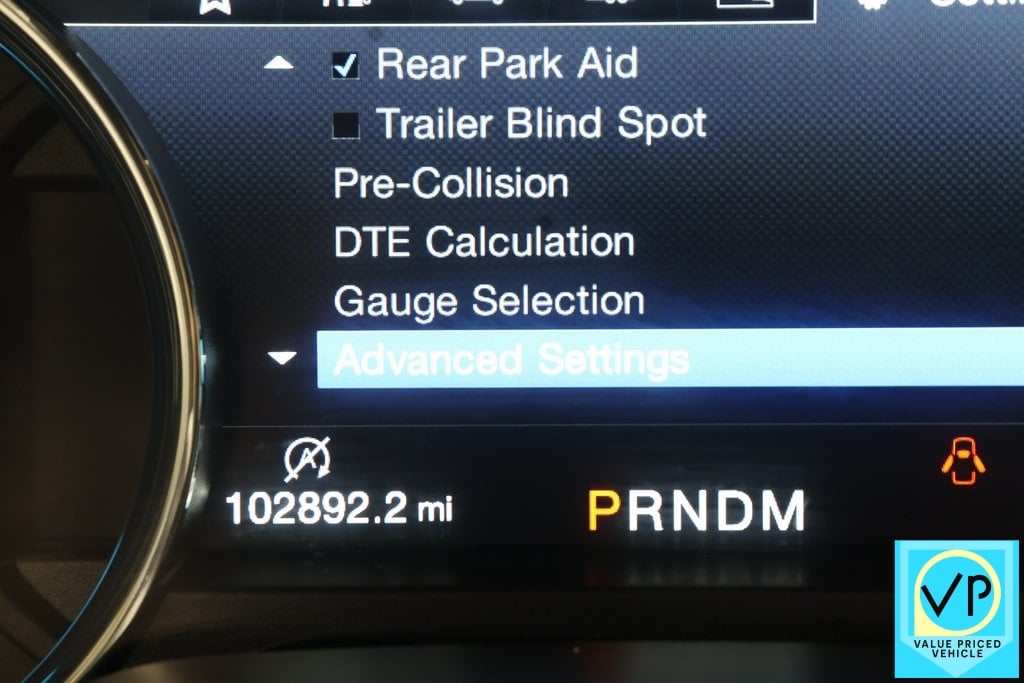 Rear Park Aid
Trailer Blind Spot
Pre-Collision
DTE Calculation
Gauge Selection
Advanced Settings
102892.2 mi
PRNDM
VP
VALUE PRICED
VEHICLE